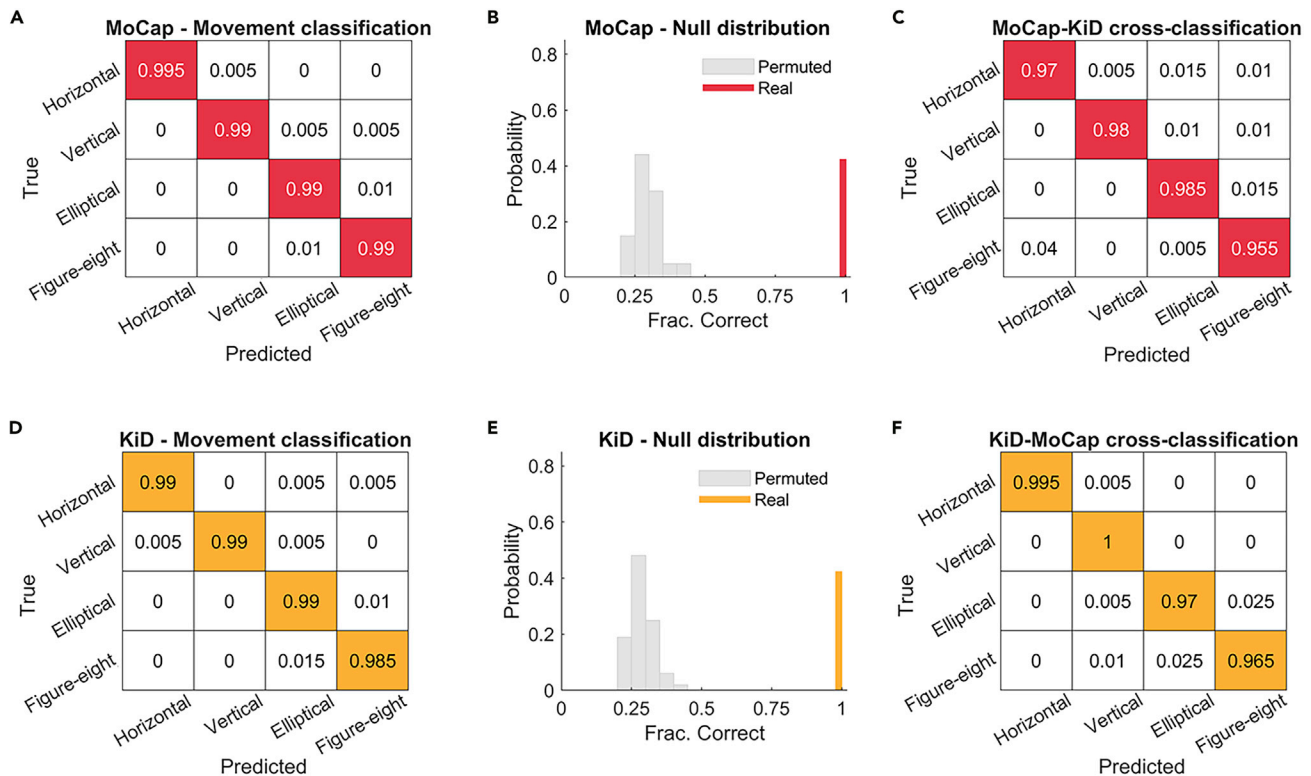 A
MoCap - Movement classification
True
Horizontal 0.995 0.005 0 0
Vertical 0 0.99 0.005 0.005
Elliptical 0 0 0.99 0.01
Figure-eight 0 0 0.01 0.99
Horizontal Vertical Elliptical Figure-eight
Predicted
B
MoCap - Null distribution
Probability
0.8
0.6
0.4
0.2
0
Permuted
Real
0 0.25 0.5 0.75 1
Frac. Correct
C
MoCap-KiD cross-classification
True
Horizontal 0.97 0.005 0.015 0.01
Vertical 0 0.98 0.01 0.01
Elliptical 0 0 0.985 0.015
Figure-eight 0.04 0 0.005 0.955
Horizontal Vertical Elliptical Figure-eight
Predicted
D
KiD - Movement classification
True
Horizontal 0.99 0 0.005 0.005
Vertical 0.005 0.99 0.005 0
Elliptical 0 0 0.99 0.01
Figure-eight 0 0 0.015 0.985
Horizontal Vertical Elliptical Figure-eight
Predicted
E
KiD - Null distribution
Probability
0.8
0.6
0.4
0.2
0
Permuted
Real
0 0.25 0.5 0.75 1
Frac. Correct
F
KiD-MoCap cross-classification
True
Horizontal 0.995 0.005 0 0
Vertical 0 1 0 0
Elliptical 0 0.005 0.97 0.025
Figure-eight 0 0.01 0.025 0.965
Horizontal Vertical Elliptical Figure-eight
Predicted